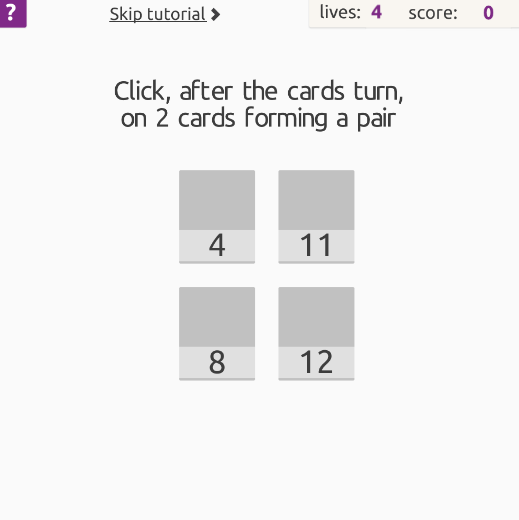 ?
Skip tutorial
lives: 4 score: 0
Click, after the cards turn,
on 2 cards forming a pair
4 11
8 12